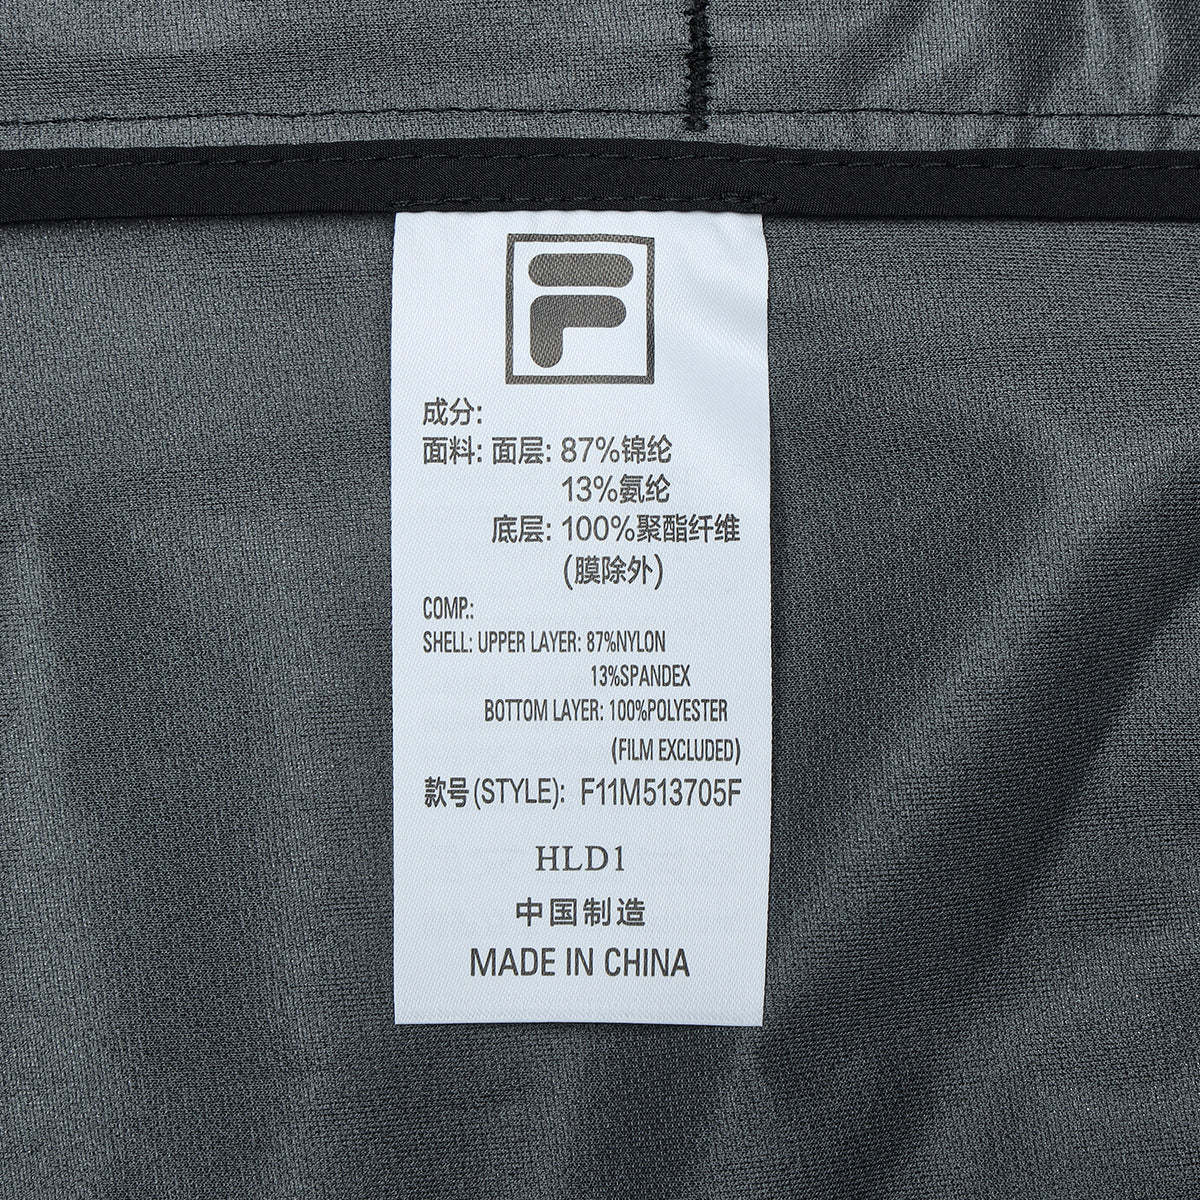 F
成分:
面料: 面层: 87%锦纶
13%氨纶
底层: 100%聚酯纤维
(膜除外)
COMP.:
SHELL: UPPER LAYER: 87%NYLON
13%SPANDEX
BOTTOM LAYER: 100%POLYESTER
(FILM EXCLUDED)
款号(STYLE): F11M513705F
HLD1
中国制造
MADE IN CHINA